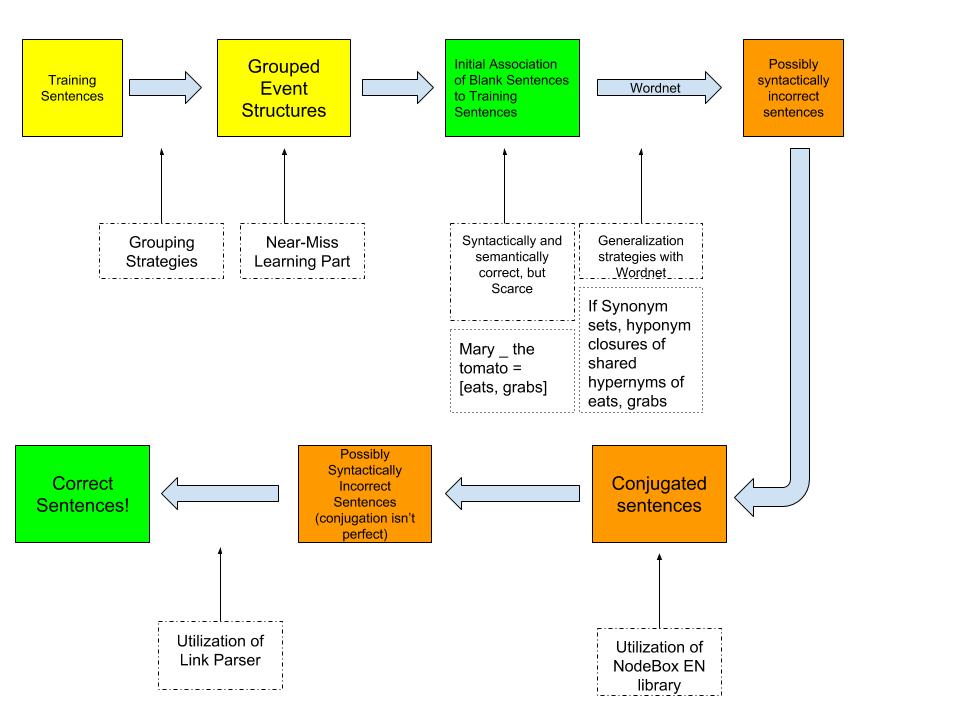 Training
Sentences
Grouped
Event
Structures
Initial Association
of Blank Sentences
to Training
Sentences
Wordnet
Possibly
syntactically
incorrect
sentences
Grouping
Strategies
Near-Miss
Learning Part
Syntactically and
semantically
correct, but
Scarce
Generalization
strategies with
Wordnet
Mary _ the
tomato =
[eats, grabs]
If Synonym
sets, hyponym
closures of
shared
hypernyms of
eats, grabs
Correct
Sentences!
Possibly
Syntactically
Incorrect
Sentences
(conjugation isn't
perfect)
Conjugated
sentences
Utilization of
Link Parser
Utilization of
NodeBox EN
library